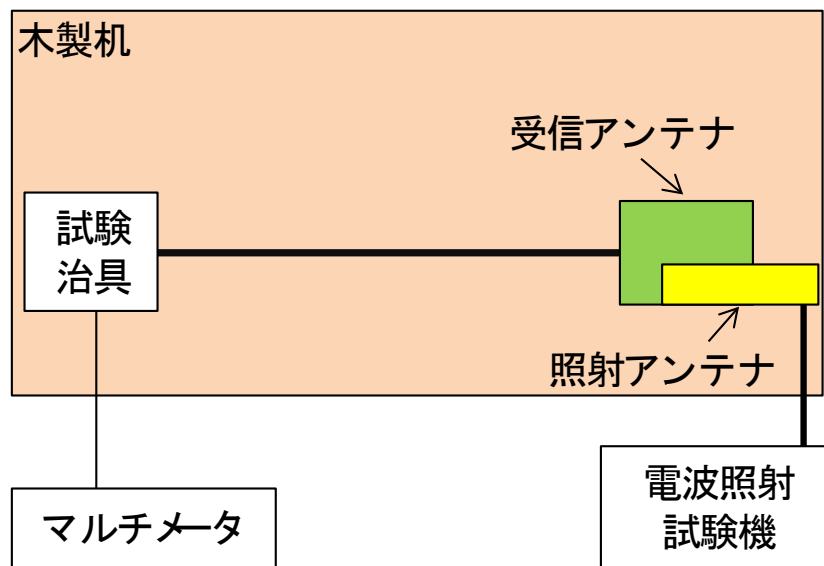 木製机
受信アンテナ
試験
治具
照射アンテナ
マルチメータ
電波照射
試験機